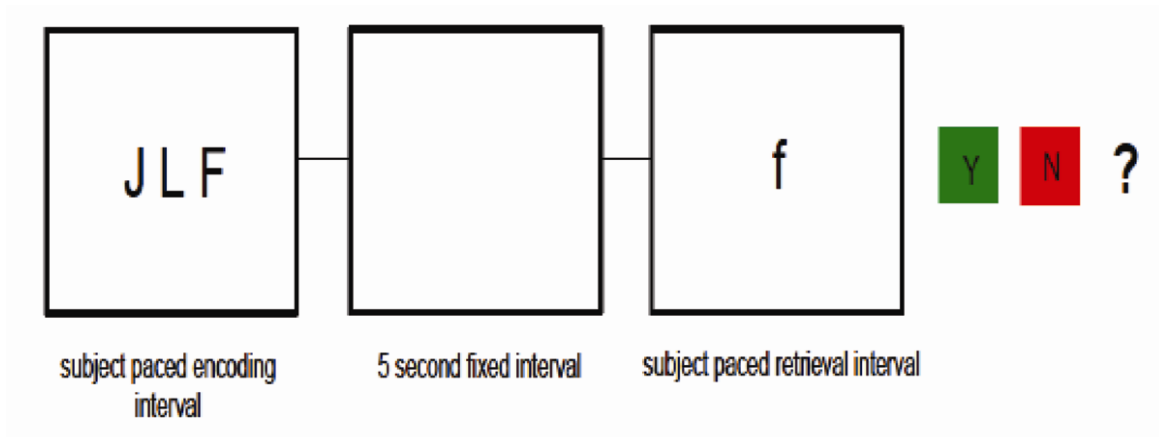 J L F
f
Y N ?
subject paced encoding
interval
5 second fixed interval
subject paced retrieval interval